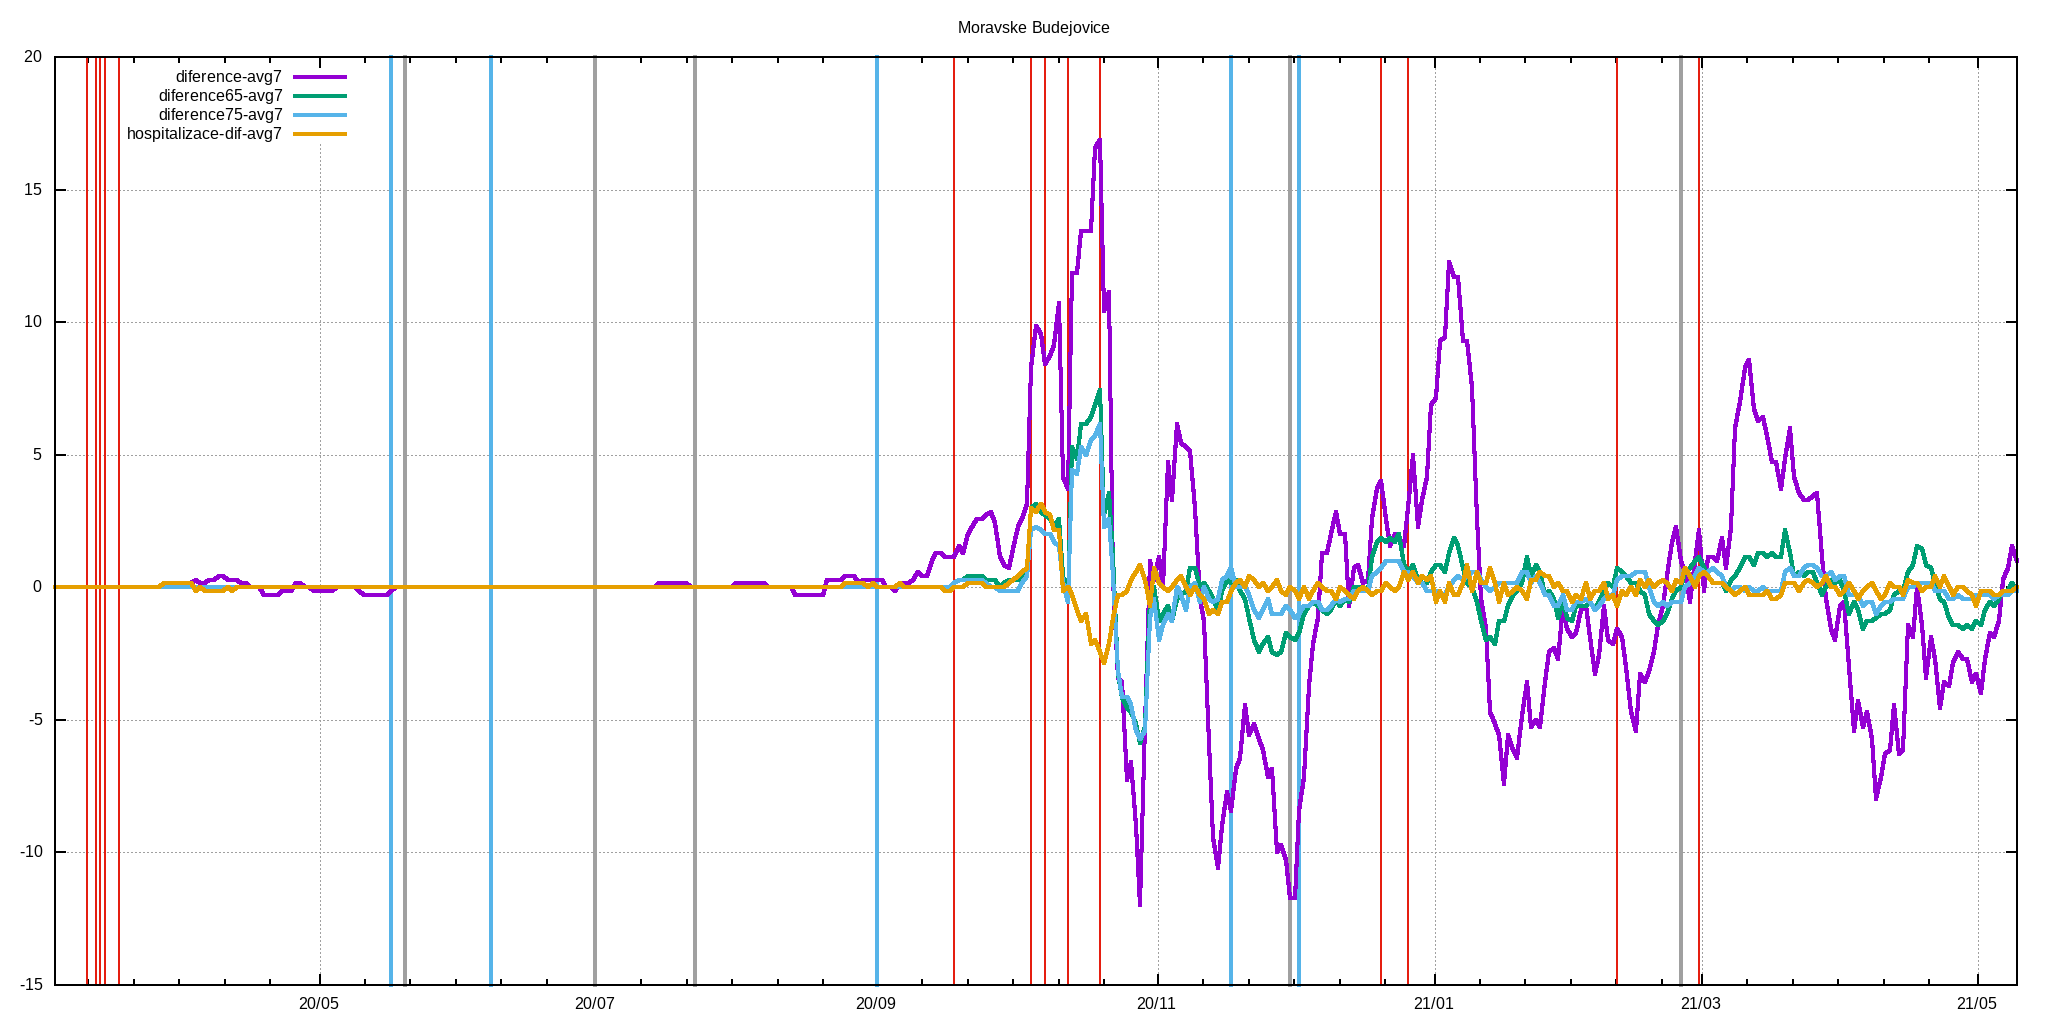 Moravske Budejovice
diference-avg7
diference65-avg7
diference75-avg7
hospitalizace-dif-avg7
20
15
10
5
0
-5
-10
-15
20/05 20/07 20/09 20/11 21/01 21/03 21/05